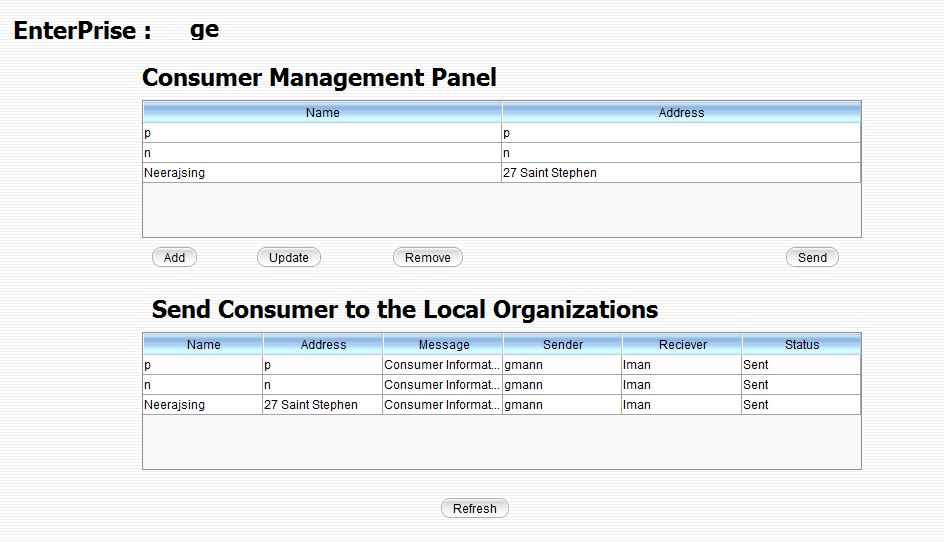 EnterPrise : ge
Consumer Management Panel
Name Address
p p
n n
Neerajsing 27 Saint Stephen
Add Update Remove Send
Send Consumer to the Local Organizations
Name Address Message Sender Reciever Status
p p Consumer Informat... gmann Iman Sent
n n Consumer Informat... gmann Iman Sent
Neerajsing 27 Saint Stephen Consumer Informat... gmann Iman Sent
Refresh